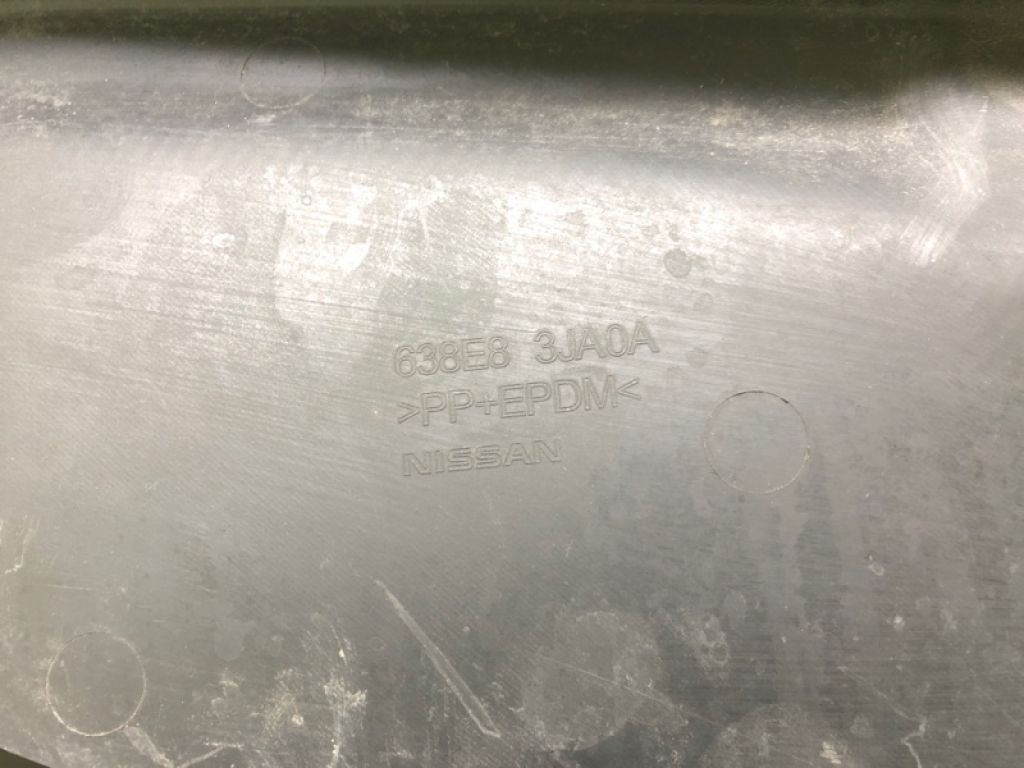 638E8 3JA0A
>PP+EPDM<
NISSAN